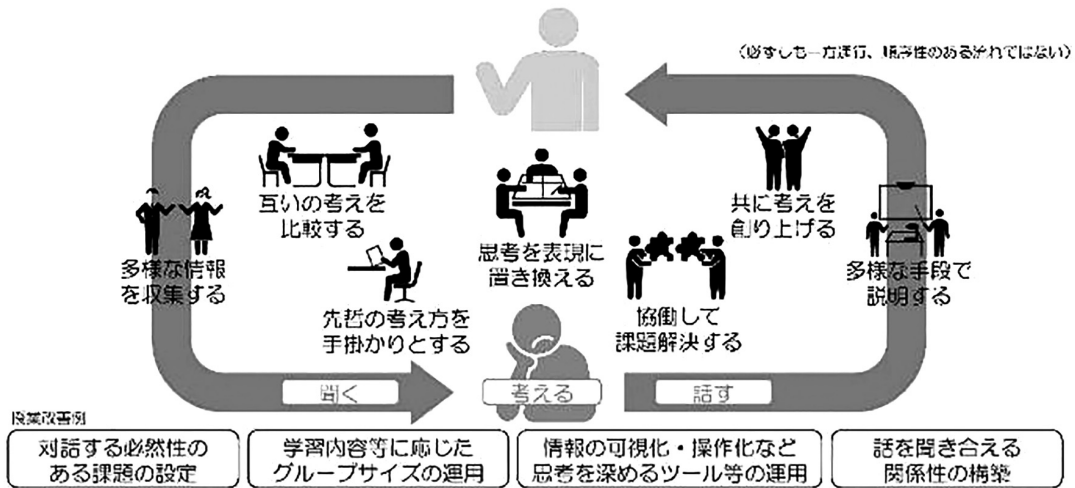 （必ずしも一方進行、順序性のある流れではない）
互いの考えを
比較する
思考を表現に
置き換える
共に考えを
創り上げる
多様な情報
を収集する
先哲の考え方を
手掛かりとする
協働して
課題解決する
多様な手段で
説明する
聞く
考える
話す
授業改善例
対話する必然性の
ある課題の設定
学習内容等に応じた
グループサイズの運用
情報の可視化・操作化など
思考を深めるツール等の運用
話を聞き合える
関係性の構築